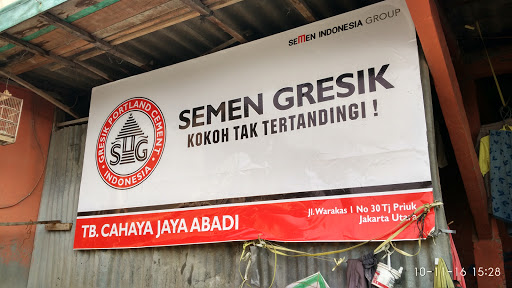 SEMEN INDONESIA GROUP
SEMEN GRESIK
KOKOH TAK TERTANDINGI !
GRESIK PORTLAND CEMENT
SG
INDONESIA
TB. CAHAYA JAYA ABADI
jl.Warakas 1 No 30 Tj Priuk
Jakarta Utara
10-11-16 15:28